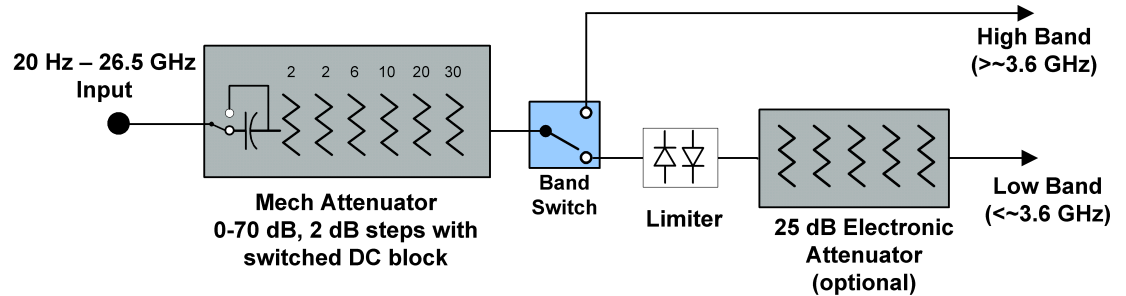 20 Hz – 26.5 GHz
Input
2 2 6 10 20 30
Mech Attenuator
0-70 dB, 2 dB steps with
switched DC block
Band
Switch
Limiter
25 dB Electronic
Attenuator
(optional)
High Band
(>~3.6 GHz)
Low Band
(<~3.6 GHz)